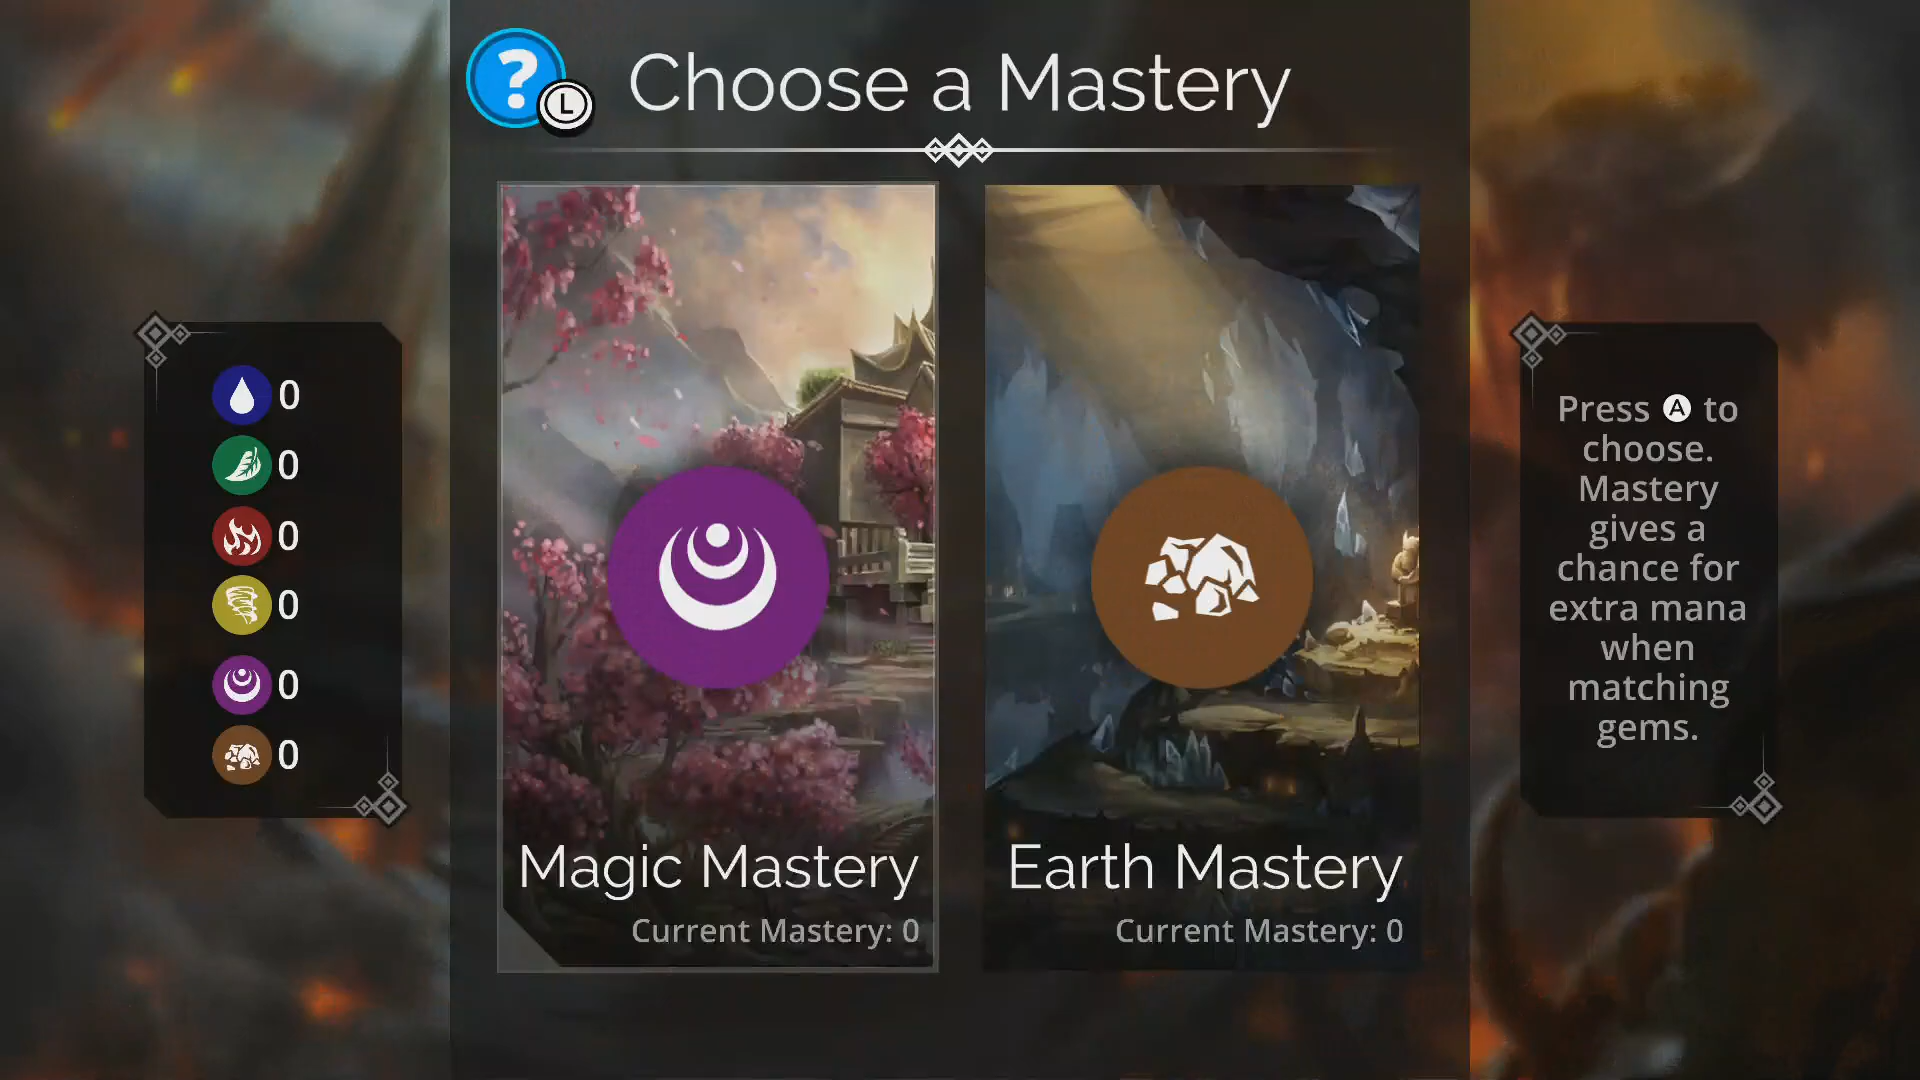 ?
L
Choose a Mastery
0
0
0
0
0
0
Magic Mastery
Current Mastery: 0
Earth Mastery
Current Mastery: 0
Press A to
choose.
Mastery
gives a
chance for
extra mana
when
matching
gems.